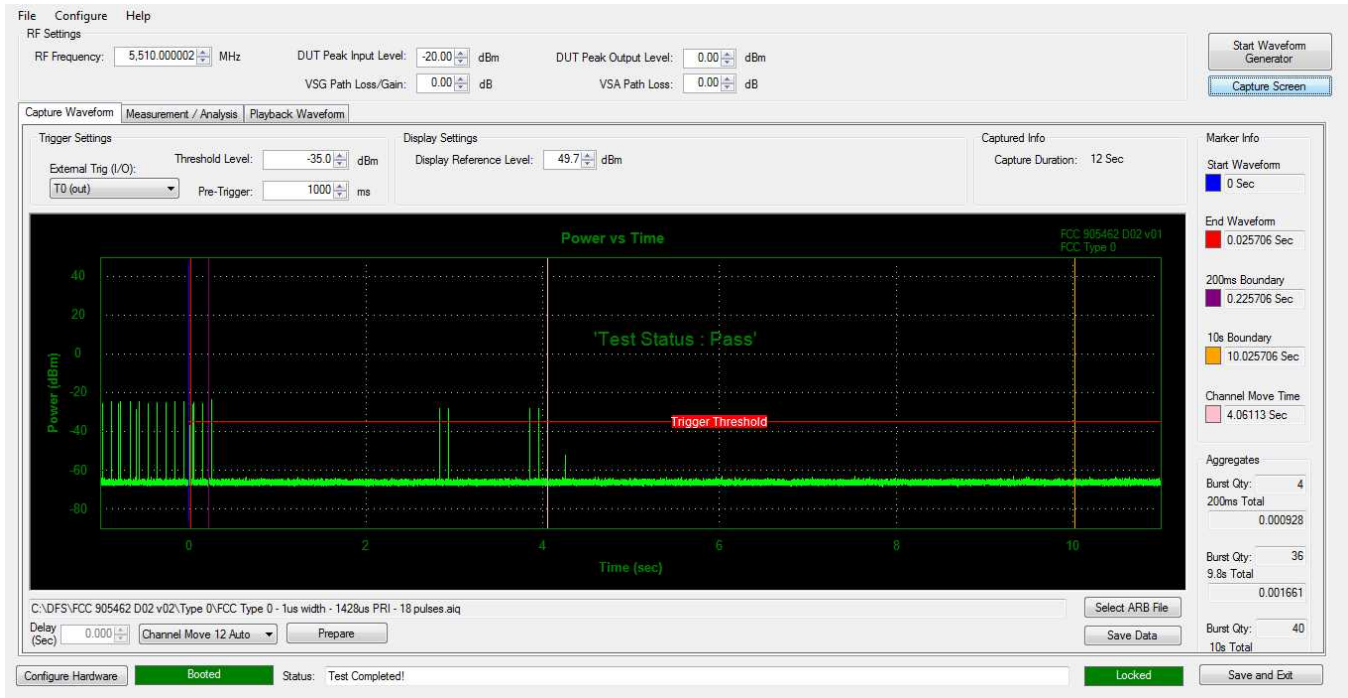 File Configure Help
RF Settings
RF Frequency: 5,510.000002 MHz DUT Peak Input Level: -20.00 dBm DUT Peak Output Level: 0.00 dBm
VSG Path Loss/Gain: 0.00 dB VSA Path Loss: 0.00 dB
Start Waveform Generator
Capture Screen
Capture Waveform Measurement / Analysis Playback Waveform
Trigger Settings
External Trig (I/O):
T0 (out)
Threshold Level: -35.0 dBm
Pre-Trigger: 1000 ms
Display Settings
Display Reference Level: 49.7 dBm
Captured Info
Capture Duration: 12 Sec
Marker Info
Start Waveform
0 Sec
End Waveform
0.025706 Sec
200ms Boundary
0.225706 Sec
10s Boundary
10.025706 Sec
Channel Move Time
4.06113 Sec
Power vs Time
FCC 905462 D02 v01
FCC Type 0
'Test Status : Pass'
Trigger Threshold
Power (dBm)
40
20
0
-20
-40
-60
-80
0 2 4 6 8 10
Time (sec)
Aggregates
Burst Qty: 4
200ms Total
0.000928
Burst Qty: 36
9.8s Total
0.001661
Burst Qty: 40
10s Total
C:\DFS\FCC 905462 D02 v02\Type 0\FCC Type 0 - 1us width - 1428us PRI - 18 pulses.aiq
Select ARB File
Delay (Sec) 0.000 Channel Move 12 Auto Prepare
Save Data
Configure Hardware Booted Status: Test Completed! Locked Save and Exit